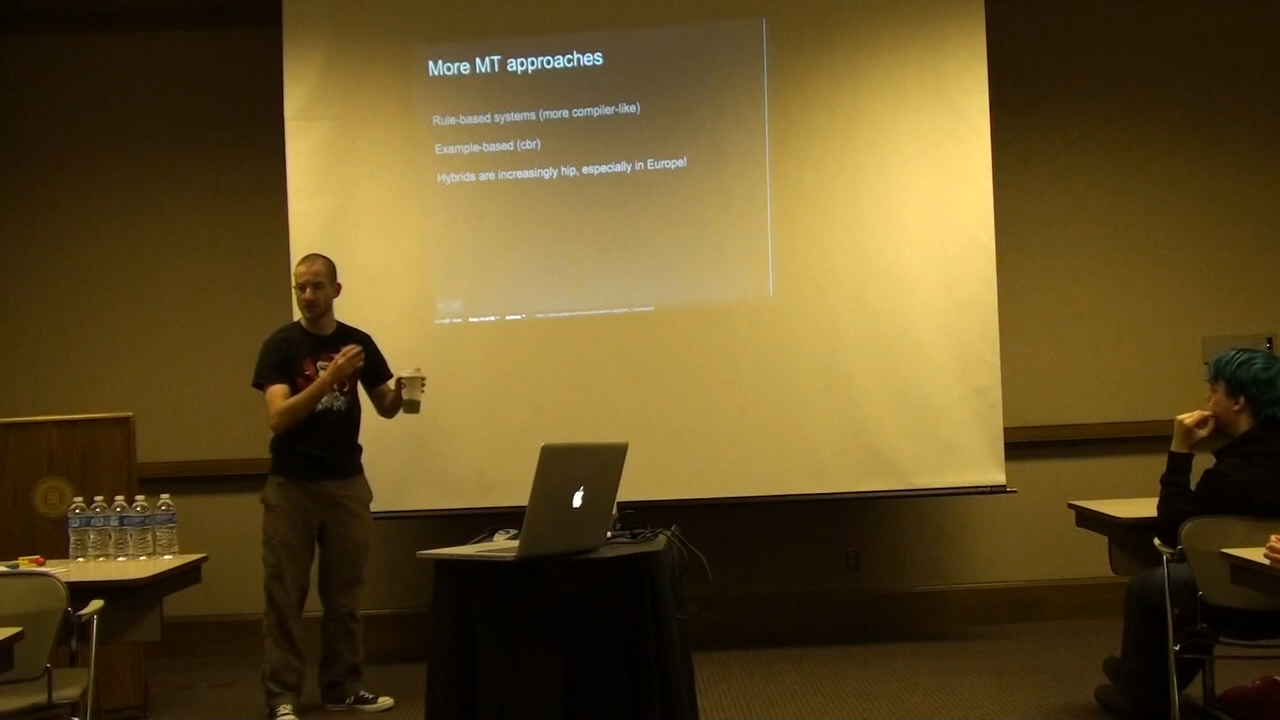 More MT approaches
Rule-based systems (more compiler-like)
Example-based (cbr)
Hybrids are increasingly hip, especially in Europe!